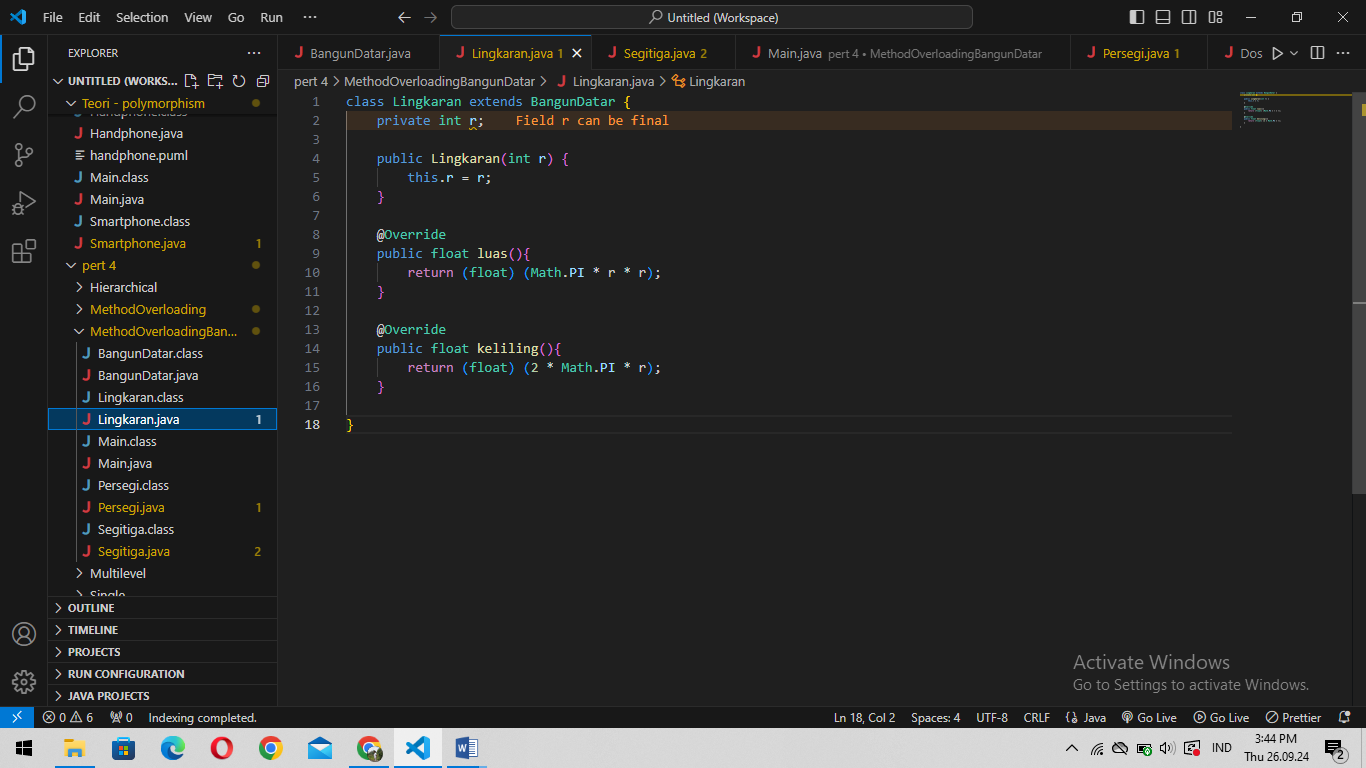 File Edit Selection View Go Run ··· Untitled (Workspace)
EXPLORER ···
UNTITLED (WORKS...
Teori - polymorphism
Handphone.class
Handphone.java
handphone.puml
Main.class
Main.java
Smartphone.class
Smartphone.java 1
pert 4
Hierarchical
MethodOverloading
MethodOverloadingBan...
BangunDatar.class
BangunDatar.java
Lingkaran.class
Lingkaran.java 1
Main.class
Main.java
Persegi.class
Persegi.java 1
Segitiga.class
Segitiga.java 2
Multilevel
Single
OUTLINE
TIMELINE
PROJECTS
RUN CONFIGURATION
JAVA PROJECTS
BangunDatar.java Lingkaran.java 1 Segitiga.java 2 Main.java pert 4 • MethodOverloadingBangunDatar Persegi.java 1 Dos
pert 4 > MethodOverloadingBangunDatar > Lingkaran.java > Lingkaran
1 class Lingkaran extends BangunDatar {
2 private int r; Field r can be final
3
4 public Lingkaran(int r) {
5 this.r = r;
6 }
7
8 @Override
9 public float luas(){
10 return (float) (Math.PI * r * r);
11 }
12
13 @Override
14 public float keliling(){
15 return (float) (2 * Math.PI * r);
16 }
17
18 }
Activate Windows
Go to Settings to activate Windows.
0 6 0 Indexing completed. Ln 18, Col 2 Spaces: 4 UTF-8 CRLF Java Go Live Go Live Prettier
IND
3:44 PM
Thu 26.09.24
2